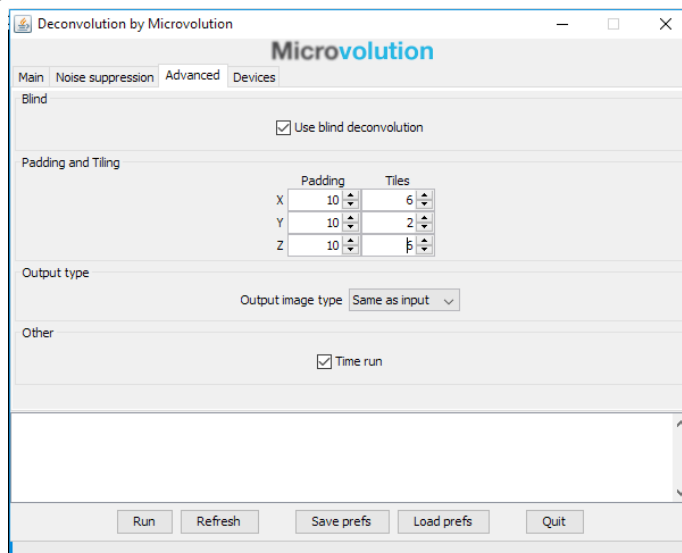 Deconvolution by Microvolution
Microvolution
Main Noise suppression Advanced Devices
Blind
Use blind deconvolution
Padding and Tiling
Padding Tiles
X 10 6
Y 10 2
Z 10 6
Output type
Output image type Same as input
Other
Time run
Run Refresh Save prefs Load prefs Quit